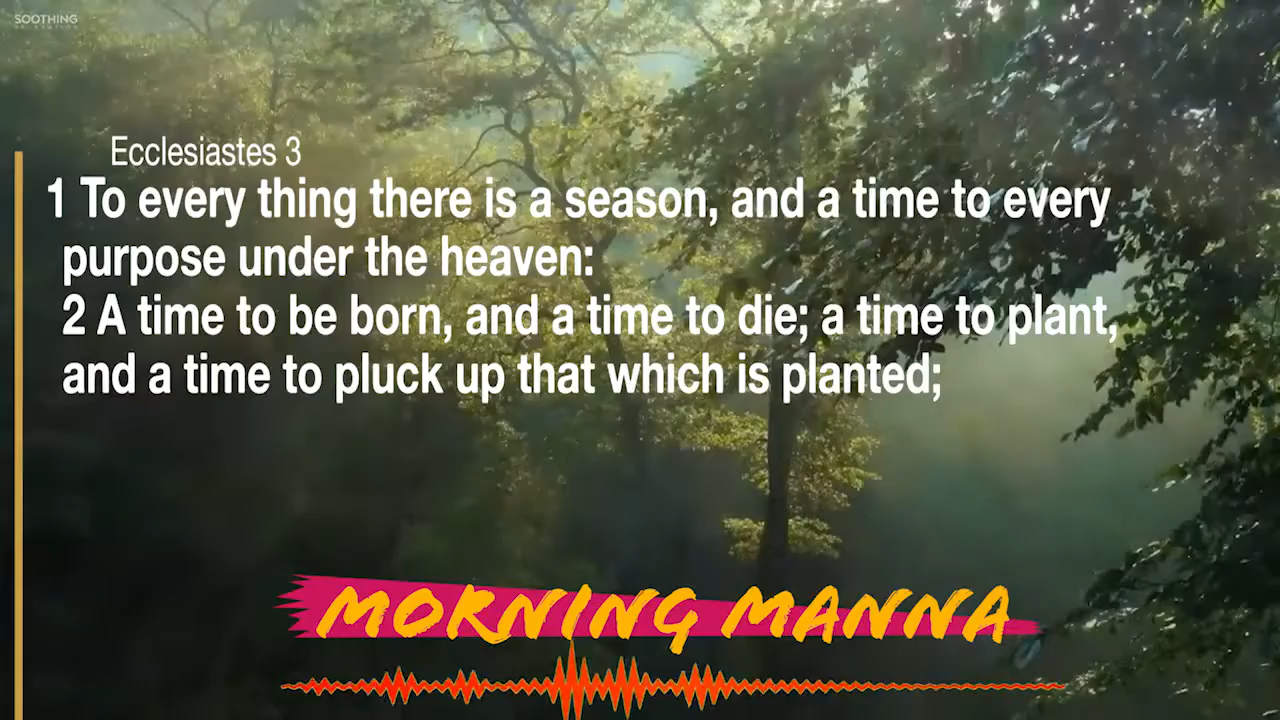 SOOTHING
Ecclesiastes 3
1 To every thing there is a season, and a time to every
purpose under the heaven:
2 A time to be born, and a time to die; a time to plant,
and a time to pluck up that which is planted;
MORNING MANNA